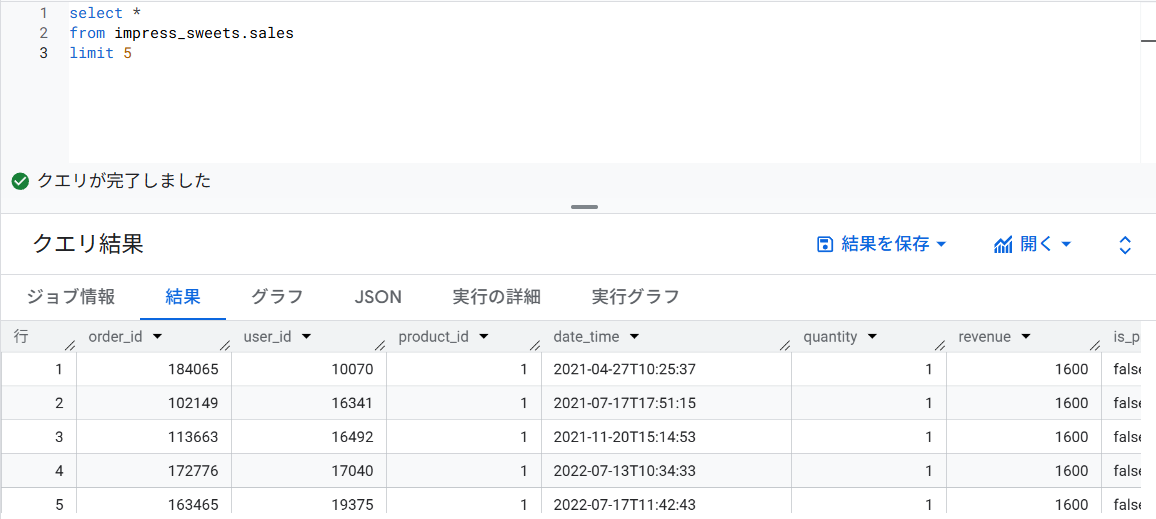 1 select *
2 from impress_sweets.sales
3 limit 5
クエリが完了しました
クエリ結果 結果を保存 開く
ジョブ情報 結果 グラフ JSON 実行の詳細 実行グラフ
行 order_id user_id product_id date_time quantity revenue is_p
1 184065 10070 1 2021-04-27T10:25:37 1 1600 false
2 102149 16341 1 2021-07-17T17:51:15 1 1600 false
3 113663 16492 1 2021-11-20T15:14:53 1 1600 false
4 172776 17040 1 2022-07-13T10:34:33 1 1600 false
5 163465 19375 1 2022-07-17T11:42:43 1 1600 false